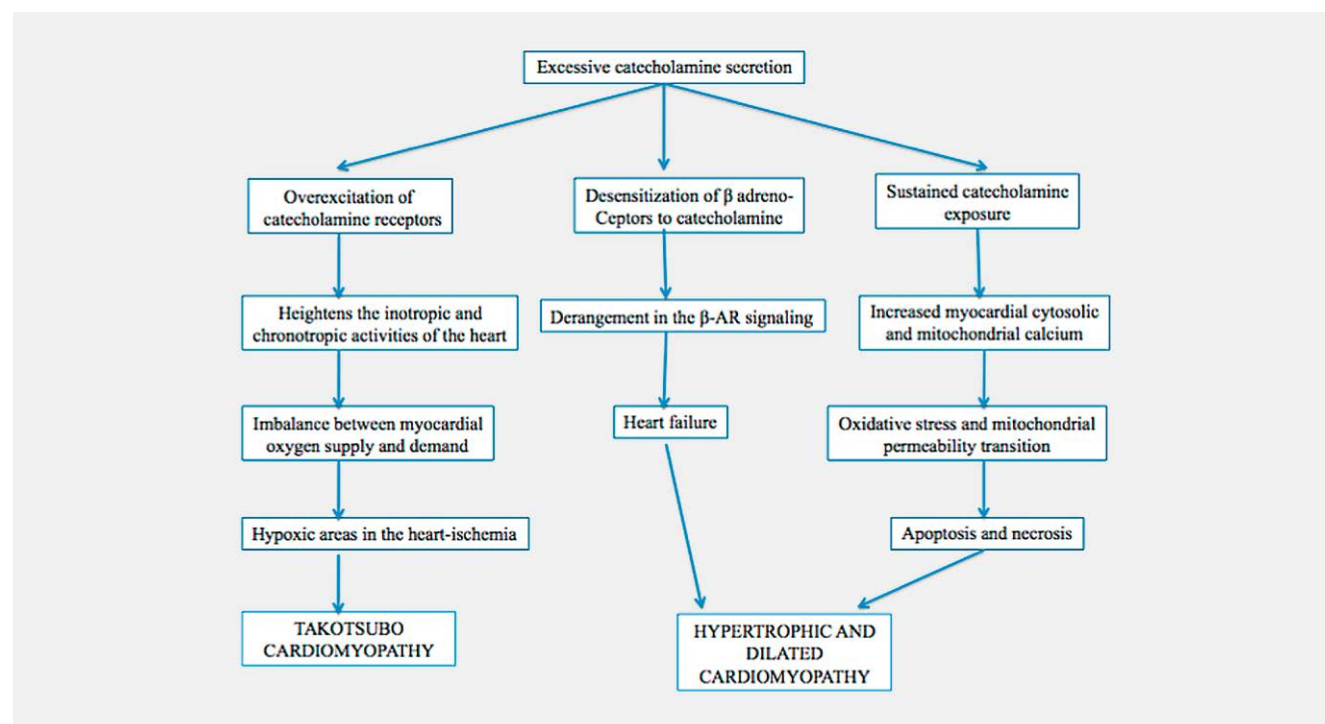 Excessive catecholamine secretion
Overexcitation of
catecholamine receptors
Desensitization of β adreno-
Ceptors to catecholamine
Sustained catecholamine
exposure
Heightens the inotropic and
chronotropic activities of the heart
Derangement in the β-AR signaling
Increased myocardial cytosolic
and mitochondrial calcium
Imbalance between myocardial
oxygen supply and demand
Heart failure
Oxidative stress and mitochondrial
permeability transition
Hypoxic areas in the heart-ischemia
Apoptosis and necrosis
TAKOTSUBO
CARDIOMYOPATHY
HYPERTROPHIC AND
DILATED
CARDIOMYOPATHY